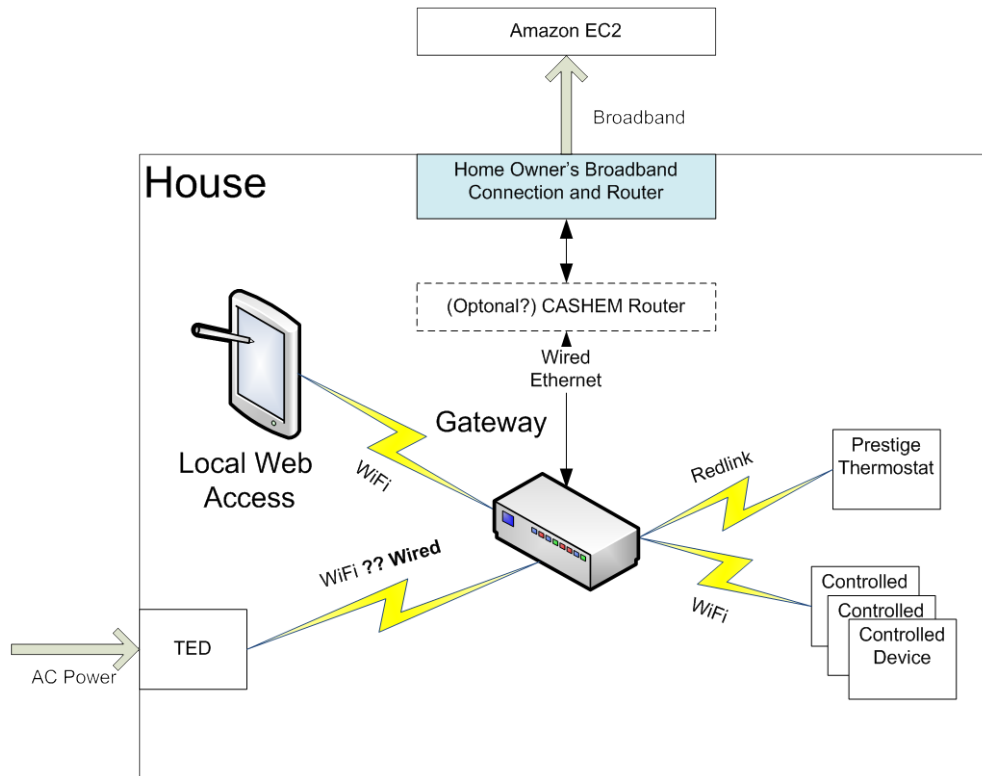 Amazon EC2
Broadband
House
Home Owner's Broadband
Connection and Router
(Optonal?) CASHEM Router
Wired
Ethernet
Gateway
Local Web
Access
WiFi
Redlink
Prestige
Thermostat
WiFi ?? Wired
WiFi
Controlled
Controlled
Controlled
Device
TED
AC Power